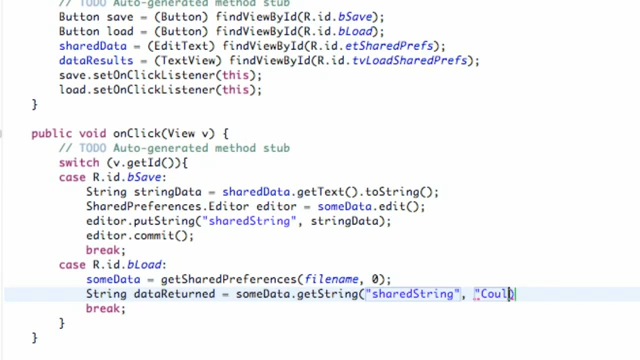 // TODO Auto-generated method stub
Button save = (Button) findViewById(R.id.bSave);
Button load = (Button) findViewById(R.id.bLoad);
sharedData = (EditText) findViewById(R.id.etSharedPrefs);
dataResults = (TextView) findViewById(R.id.tvLoadSharedPrefs);
save.setOnClickListener(this);
load.setOnClickListener(this);
}
public void onClick(View v) {
// TODO Auto-generated method stub
switch (v.getId()){
case R.id.bSave:
String stringData = sharedData.getText().toString();
SharedPreferences.Editor editor = someData.edit();
editor.putString("sharedString", stringData);
editor.commit();
break;
case R.id.bLoad:
someData = getSharedPreferences(filename, 0);
String dataReturned = someData.getString("sharedString", "Coul)
break;
}
}